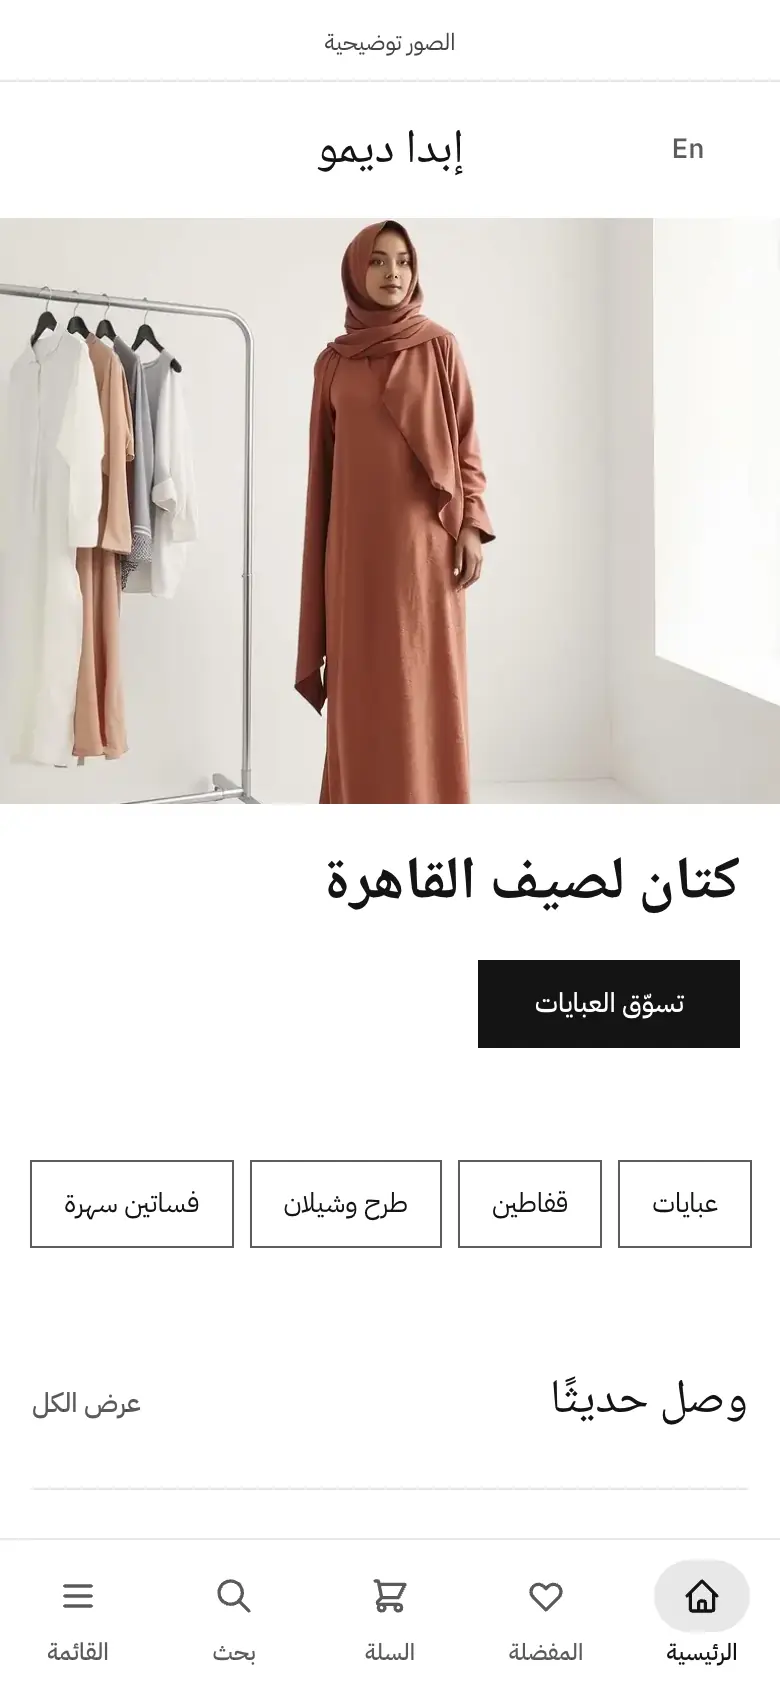 الصور توضيحية
En
إبدا ديمو
كتان لصيف القاهرة
تسوّق العبايات
عبايات
قفاطين
طرح وشيلان
فساتين سهرة
وصل حديثًا
عرض الكل
الرئيسية
المفضلة
السلة
بحث
القائمة